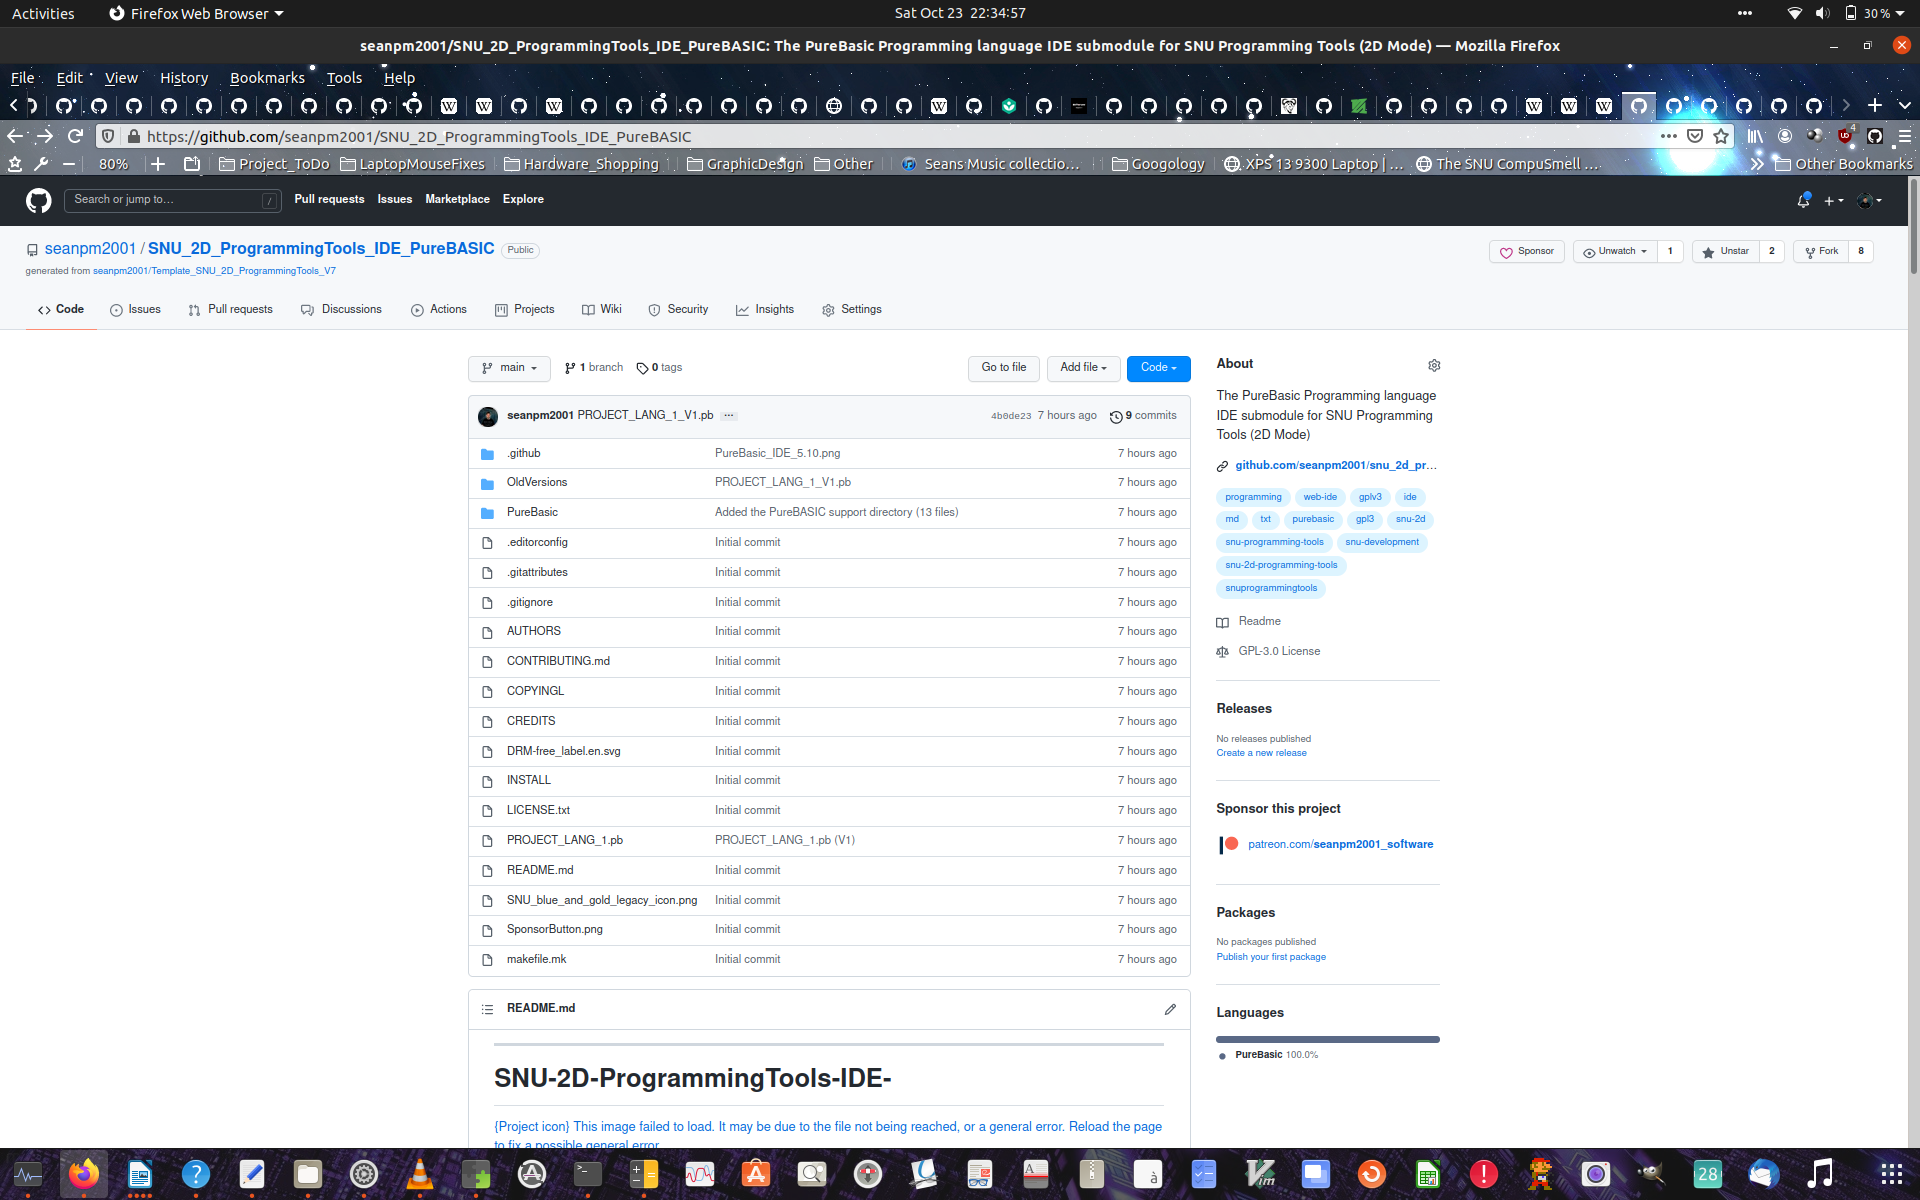 Activities Firefox Web Browser Sat Oct 23 22:34:57 30 %
seanpm2001/SNU_2D_ProgrammingTools_IDE_PureBASIC: The PureBasic Programming language IDE submodule for SNU Programming Tools (2D Mode) — Mozilla Firefox
File Edit View History Bookmarks Tools Help
https://github.com/seanpm2001/SNU_2D_ProgrammingTools_IDE_PureBASIC 4
80% Project_ToDo LaptopMouseFixes Hardware_Shopping GraphicDesign Other Seans Music collectio… Googology XPS 13 9300 Laptop | … The SNU CompuSmell … Other Bookmarks
Search or jump to… / Pull requests Issues Marketplace Explore
seanpm2001 / SNU_2D_ProgrammingTools_IDE_PureBASIC Public Sponsor Unwatch 1 Unstar 2 Fork 8
generated from seanpm2001/Template_SNU_2D_ProgrammingTools_V7
Code Issues Pull requests Discussions Actions Projects Wiki Security Insights Settings
main 1 branch 0 tags Go to file Add file Code
seanpm2001 PROJECT_LANG_1_V1.pb ··· 4b0de23 7 hours ago 9 commits
.github PureBasic_IDE_5.10.png 7 hours ago
OldVersions PROJECT_LANG_1_V1.pb 7 hours ago
PureBasic Added the PureBASIC support directory (13 files) 7 hours ago
.editorconfig Initial commit 7 hours ago
.gitattributes Initial commit 7 hours ago
.gitignore Initial commit 7 hours ago
AUTHORS Initial commit 7 hours ago
CONTRIBUTING.md Initial commit 7 hours ago
COPYINGL Initial commit 7 hours ago
CREDITS Initial commit 7 hours ago
DRM-free_label.en.svg Initial commit 7 hours ago
INSTALL Initial commit 7 hours ago
LICENSE.txt Initial commit 7 hours ago
PROJECT_LANG_1.pb PROJECT_LANG_1.pb (V1) 7 hours ago
README.md Initial commit 7 hours ago
SNU_blue_and_gold_legacy_icon.png Initial commit 7 hours ago
SponsorButton.png Initial commit 7 hours ago
makefile.mk Initial commit 7 hours ago
README.md
SNU-2D-ProgrammingTools-IDE-
{Project icon} This image failed to load. It may be due to the file not being reached, or a general error. Reload the page
to fix a possible general error.
About
The PureBasic Programming language
IDE submodule for SNU Programming
Tools (2D Mode)
github.com/seanpm2001/snu_2d_pr…
programming web-ide gplv3 ide
md txt purebasic gpl3 snu-2d
snu-programming-tools snu-development
snu-2d-programming-tools
snuprogrammingtools
Readme
GPL-3.0 License
Releases
No releases published
Create a new release
Sponsor this project
patreon.com/seanpm2001_software
Packages
No packages published
Publish your first package
Languages
PureBasic 100.0%
28